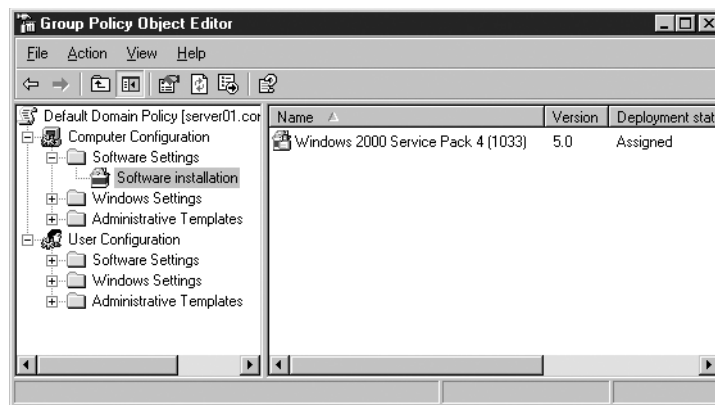 Group Policy Object Editor
File Action View Help
Default Domain Policy [server01.cor
Computer Configuration
Software Settings
Software installation
Windows Settings
Administrative Templates
User Configuration
Software Settings
Windows Settings
Administrative Templates
Name Version Deployment stat
Windows 2000 Service Pack 4 (1033) 5.0 Assigned